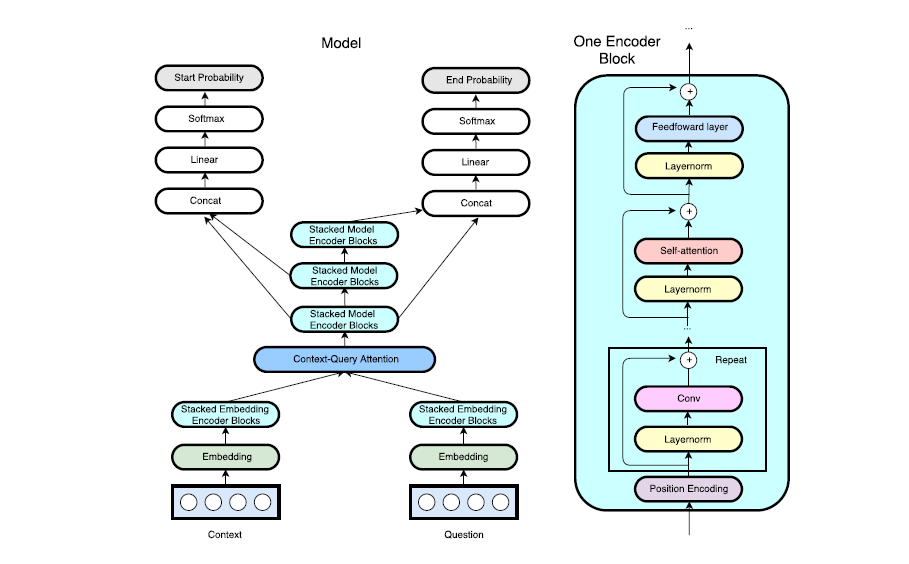 Model
Start Probability
Softmax
Linear
Concat
End Probability
Softmax
Linear
Concat
Stacked Model
Encoder Blocks
Stacked Model
Encoder Blocks
Stacked Model
Encoder Blocks
Context-Query Attention
Stacked Embedding
Encoder Blocks
Stacked Embedding
Encoder Blocks
Embedding
Embedding
Context
Question
One Encoder
Block
...
+
Feedfoward layer
Layernorm
+
Self-attention
Layernorm
...
+
Repeat
Conv
Layernorm
Position Encoding